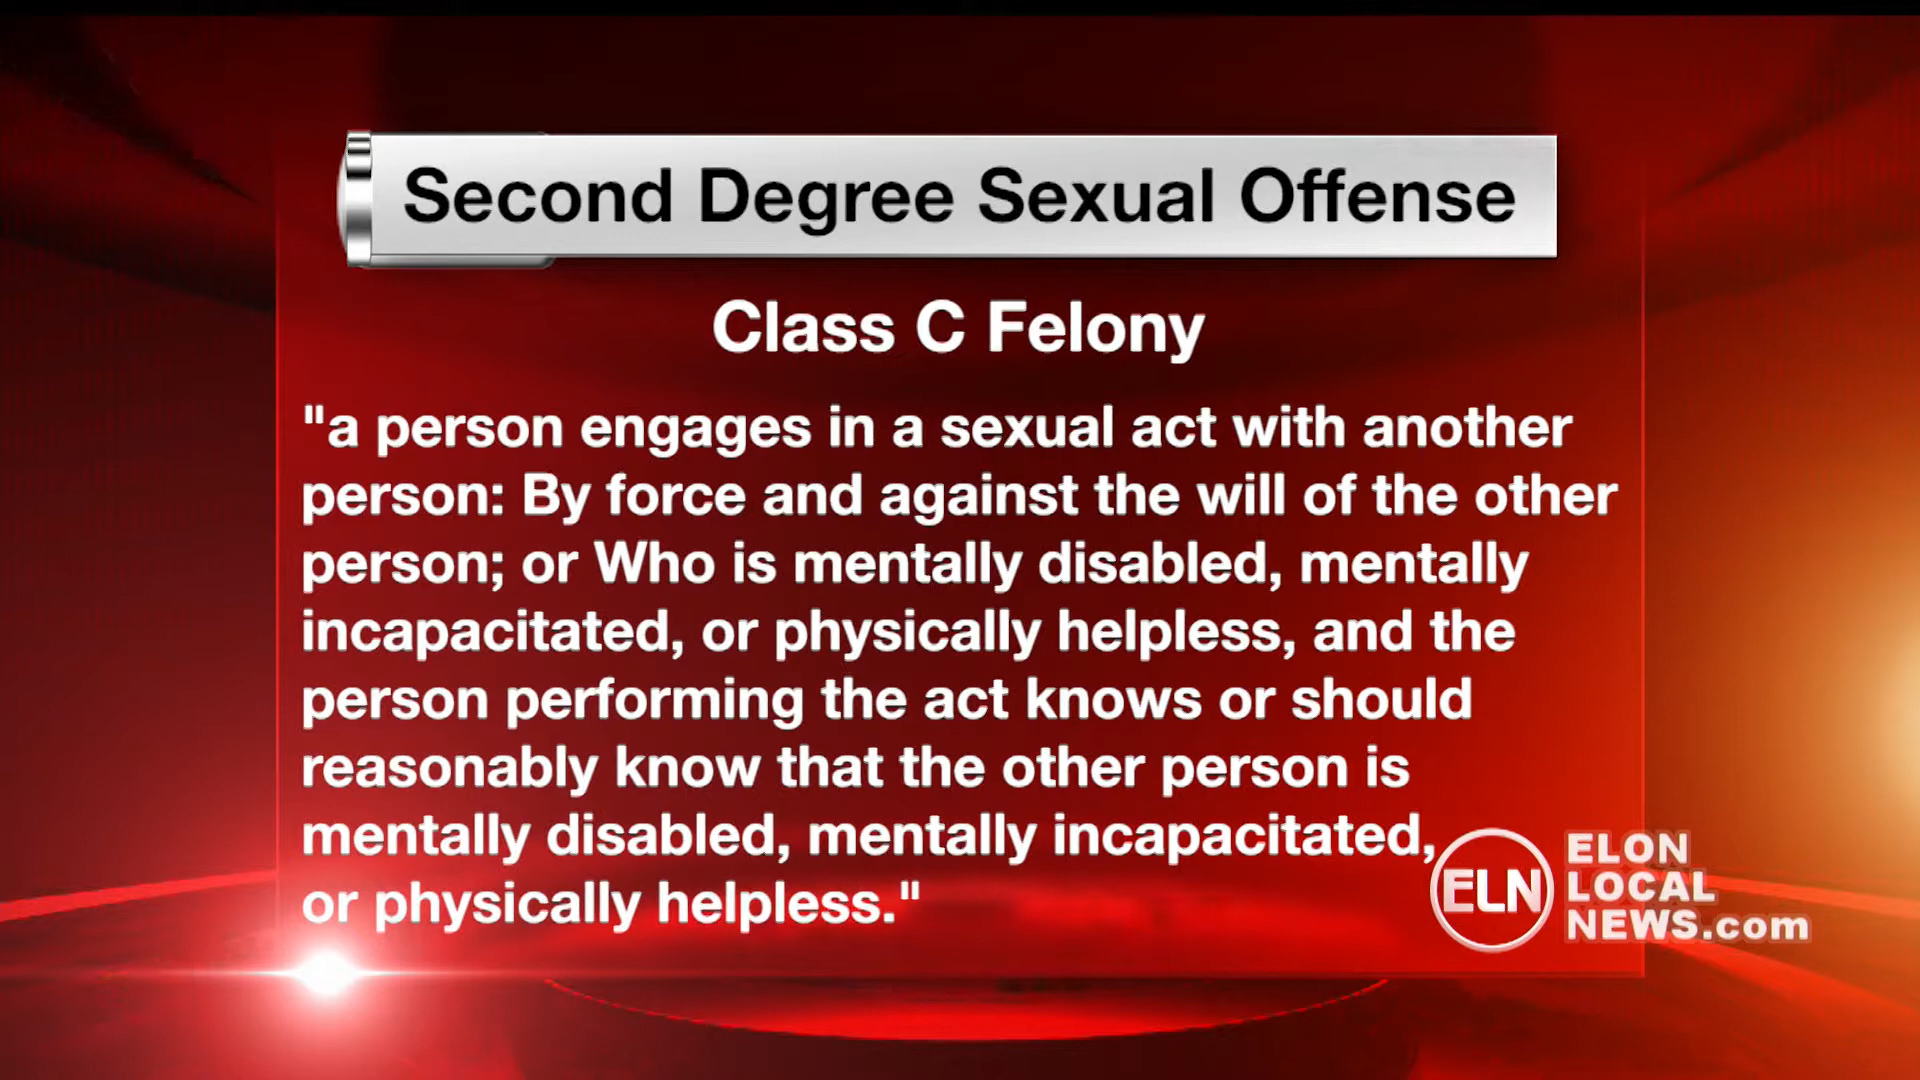 Second Degree Sexual Offense
Class C Felony
"a person engages in a sexual act with another
person: By force and against the will of the other
person; or Who is mentally disabled, mentally
incapacitated, or physically helpless, and the
person performing the act knows or should
reasonably know that the other person is
mentally disabled, mentally incapacitated,
or physically helpless."
ELN
ELON
LOCAL
NEWS.com